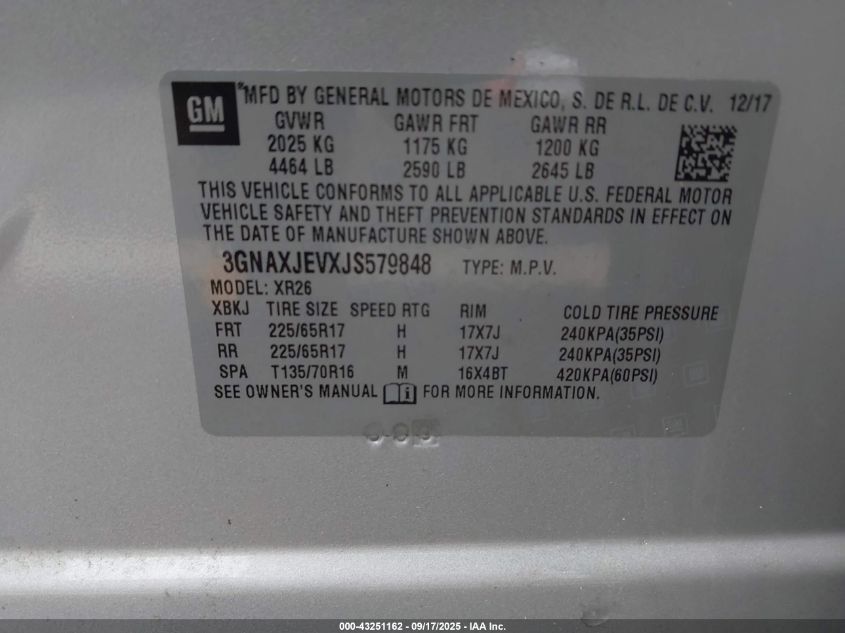 GM
*MFD BY GENERAL MOTORS DE MEXICO, S. DE R.L. DE C.V. 12/17
GVWR GAWR FRT GAWR RR
2025 KG 1175 KG 1200 KG
4464 LB 2590 LB 2645 LB
THIS VEHICLE CONFORMS TO ALL APPLICABLE U.S. FEDERAL MOTOR
VEHICLE SAFETY AND THEFT PREVENTION STANDARDS IN EFFECT ON
THE DATE OF MANUFACTURE SHOWN ABOVE.
3GNAXJEVXJS579848 TYPE: M.P.V.
MODEL: XR26
XBKJ TIRE SIZE SPEED RTG RIM COLD TIRE PRESSURE
FRT 225/65R17 H 17X7J 240KPA(35PSI)
RR 225/65R17 H 17X7J 240KPA(35PSI)
SPA T135/70R16 M 16X4BT 420KPA(60PSI)
SEE OWNER'S MANUAL i FOR MORE INFORMATION.
000-43251162 - 09/17/2025 - IAA Inc.